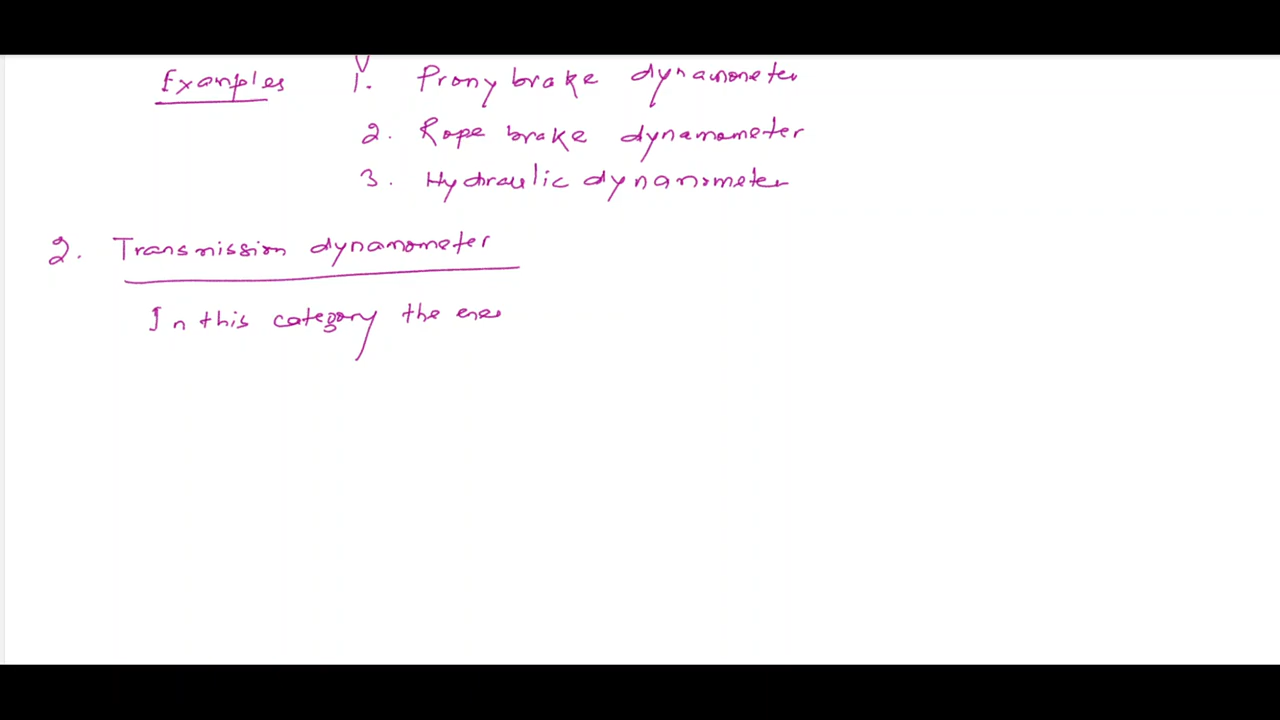 Examples 1. Prony brake dynamometer
2. Rope brake dynamometer
3. Hydraulic dynamometer
2. Transmission dynamometer
In this category the ener